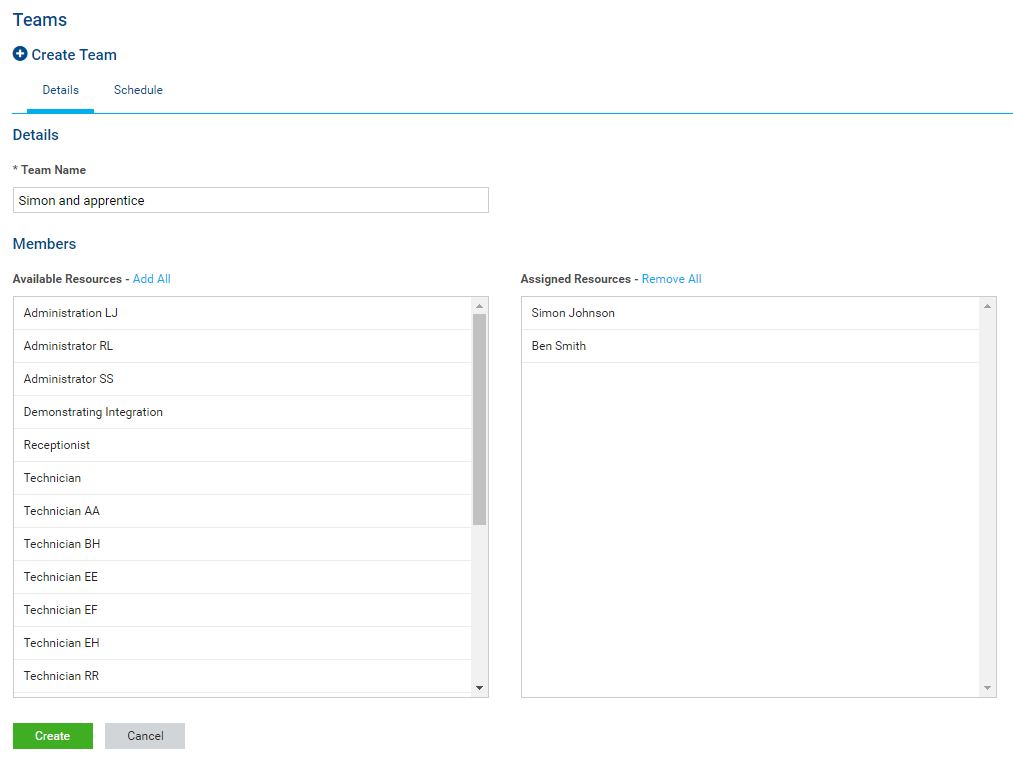 Teams
Create Team
Details Schedule
Details
* Team Name
Simon and apprentice
Members
Available Resources - Add All
Administration LJ
Administrator RL
Administrator SS
Demonstrating Integration
Receptionist
Technician
Technician AA
Technician BH
Technician EE
Technician EF
Technician EH
Technician RR
Assigned Resources - Remove All
Simon Johnson
Ben Smith
Create Cancel